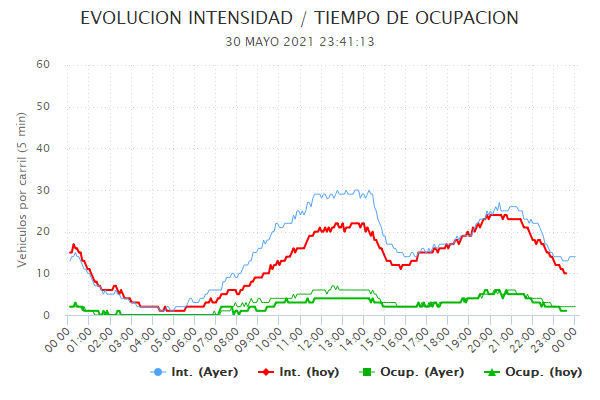 EVOLUCION INTENSIDAD / TIEMPO DE OCUPACION
30 MAYO 2021 23:41:13
Vehiculos por carril (5 min)
60
50
40
30
20
10
0
00:00 01:00 02:00 03:00 04:00 05:00 06:00 07:00 08:00 09:00 10:00 11:00 12:00 13:00 14:00 15:00 16:00 17:00 18:00 19:00 20:00 21:00 22:00 23:00 00:00
Int. (Ayer) Int. (hoy) Ocup. (Ayer) Ocup. (hoy)